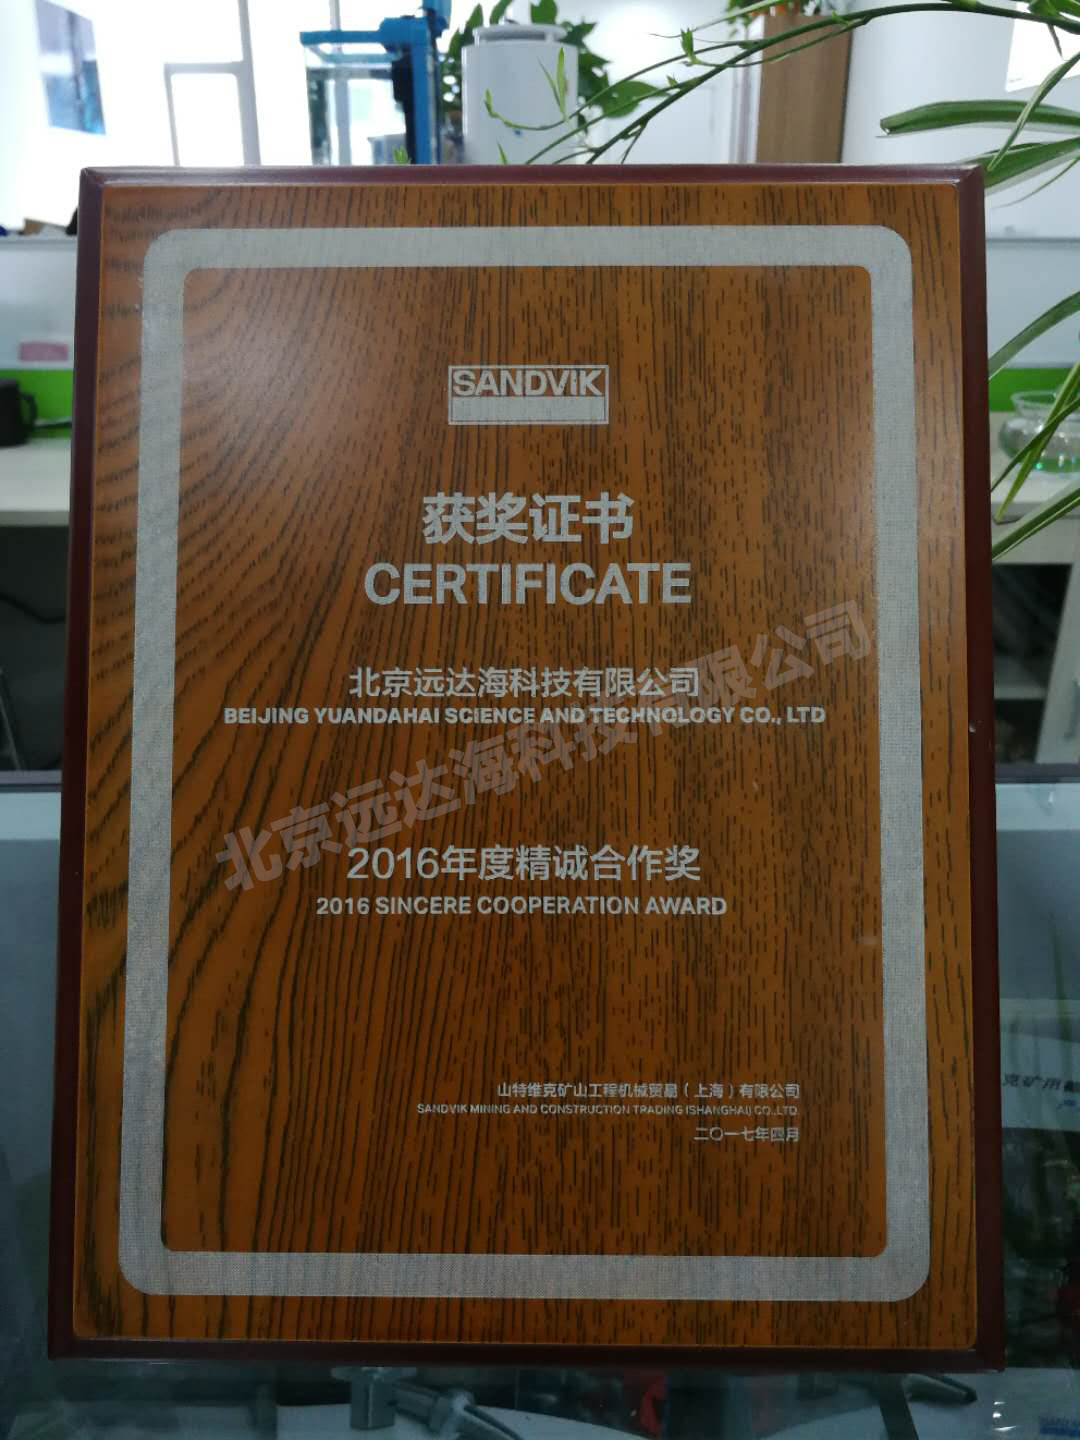 SANDVIK
获奖证书
CERTIFICATE
北京远达海科技有限公司
BEIJING YUANDAHAI SCIENCE AND TECHNOLOGY CO., LTD
北京远达海科技有限公司
2016年度精诚合作奖
2016 SINCERE COOPERATION AWARD
山特维克矿山工程机械贸易（上海）有限公司
SANDVIK MINING AND CONSTRUCTION TRADING (SHANGHAI) CO., LTD.
二〇一七年四月